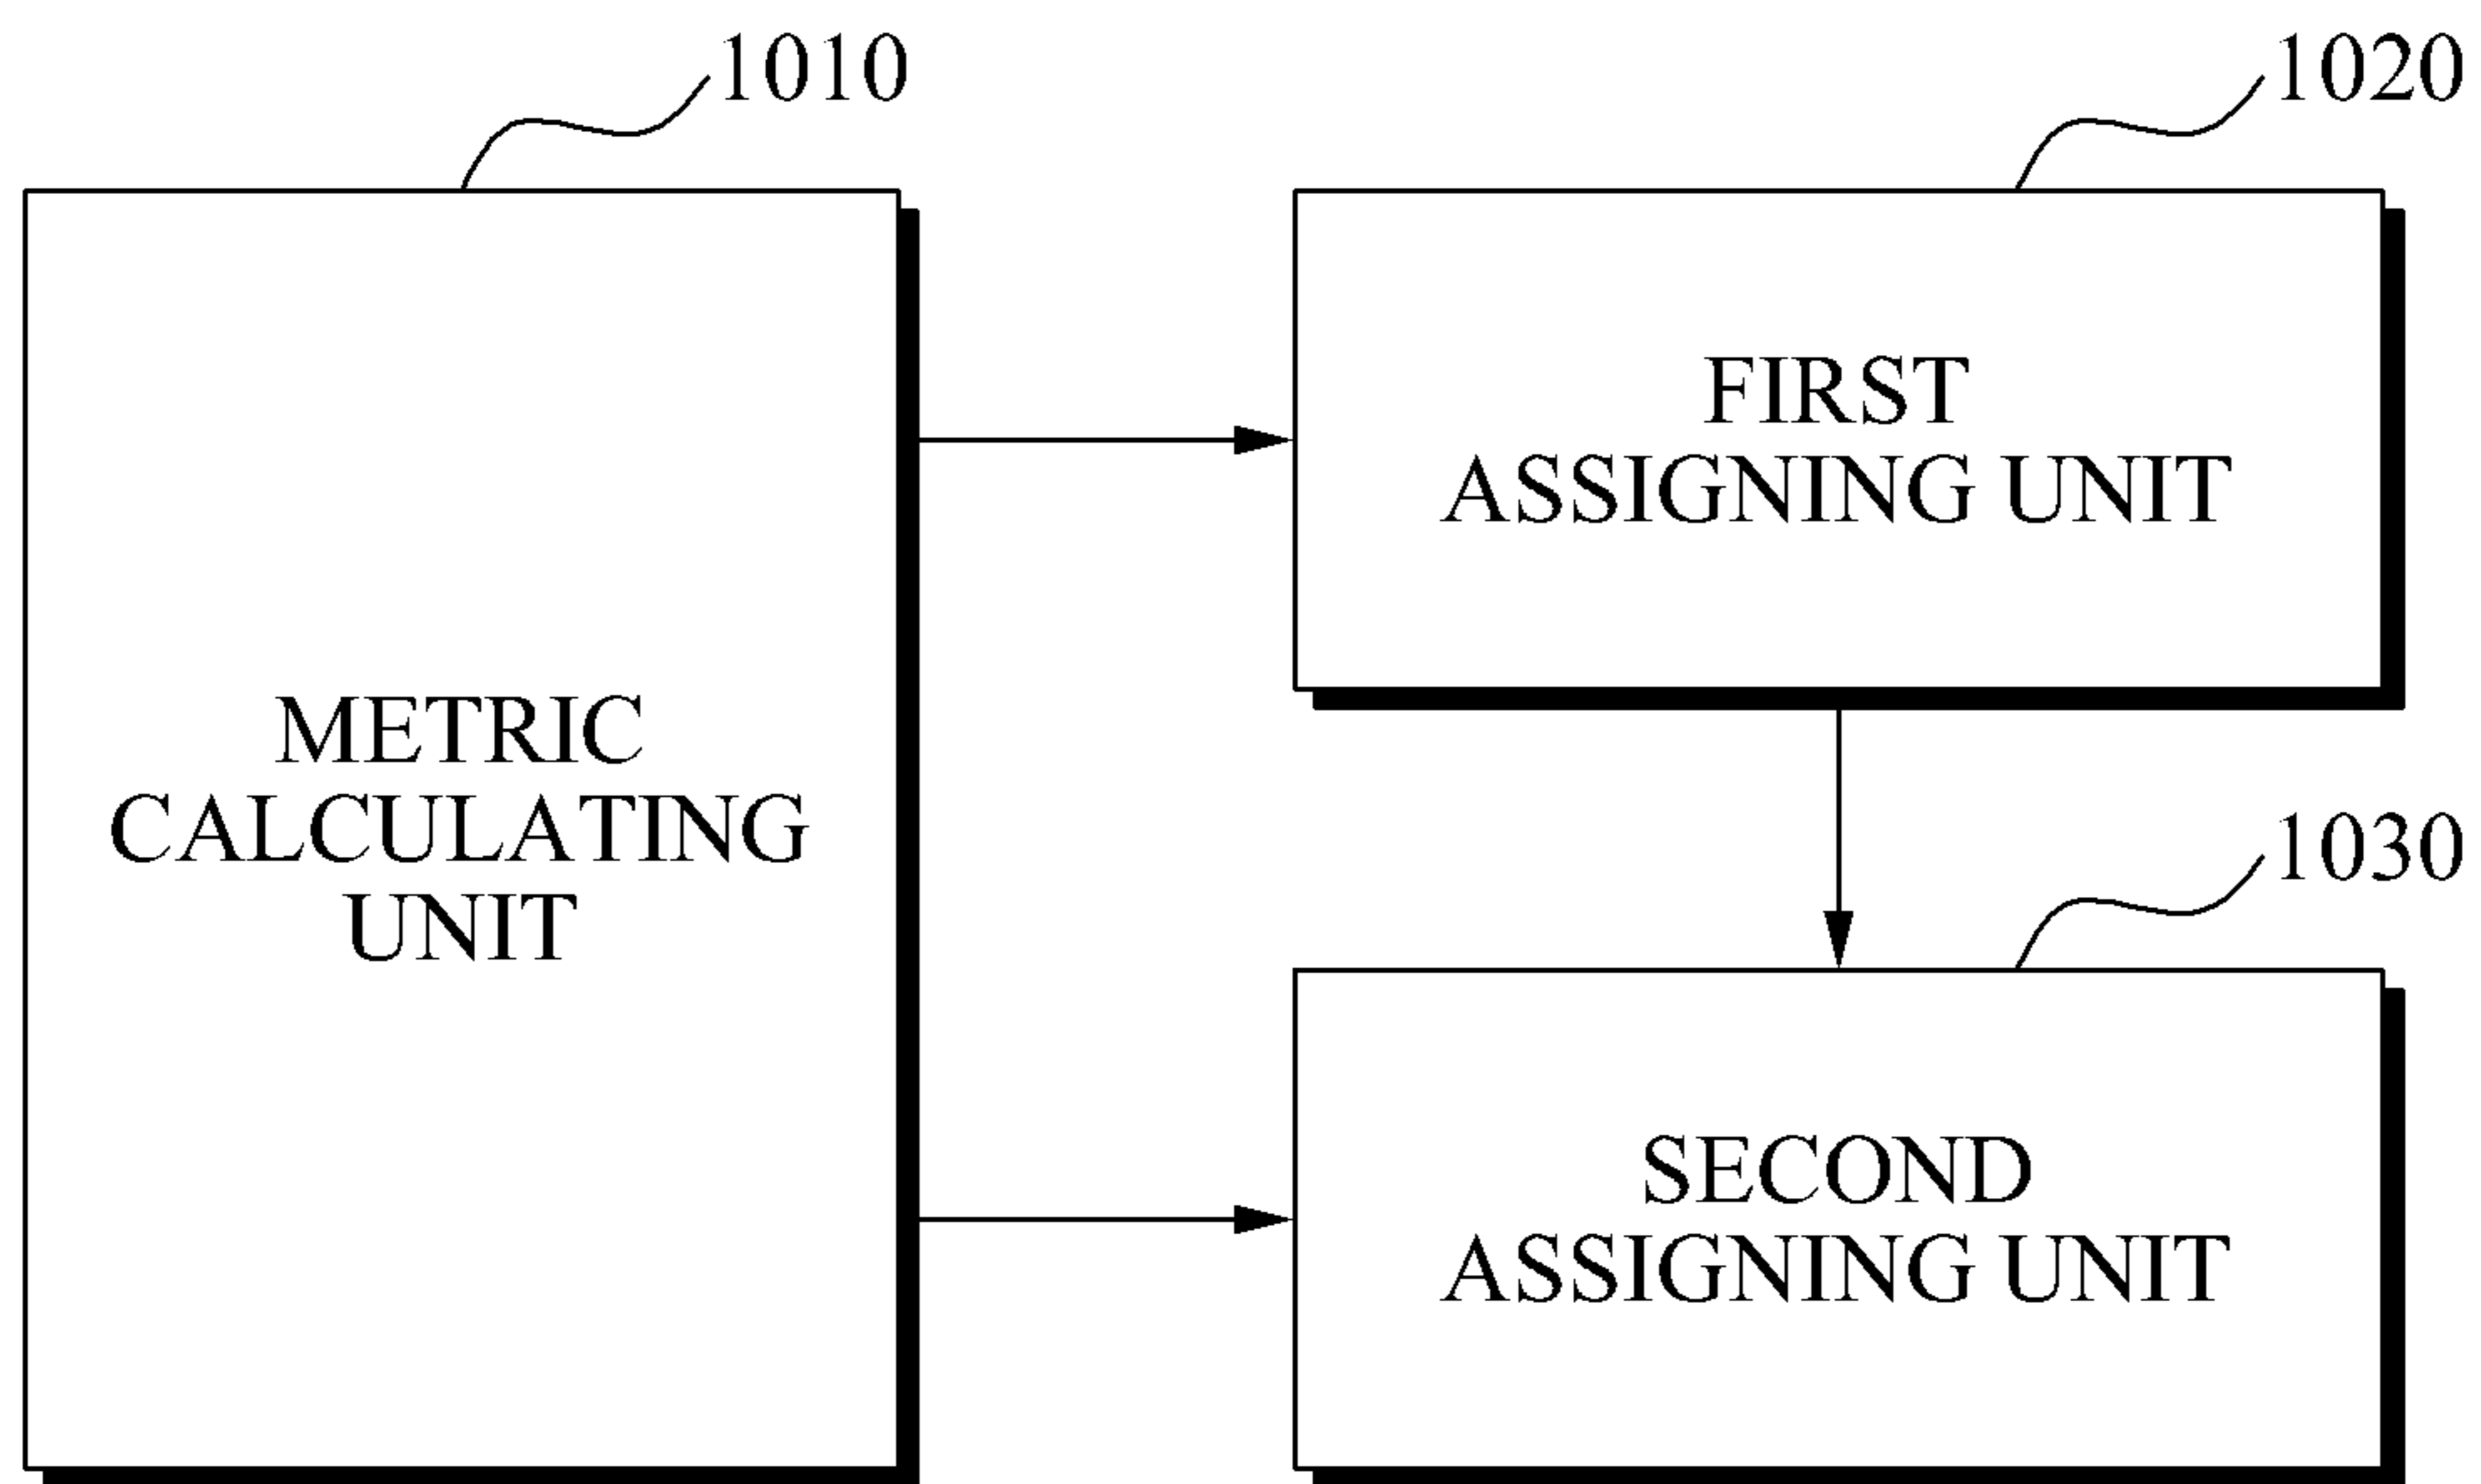 1010
METRIC
CALCULATING
UNIT
1020
FIRST
ASSIGNING UNIT
1030
SECOND
ASSIGNING UNIT